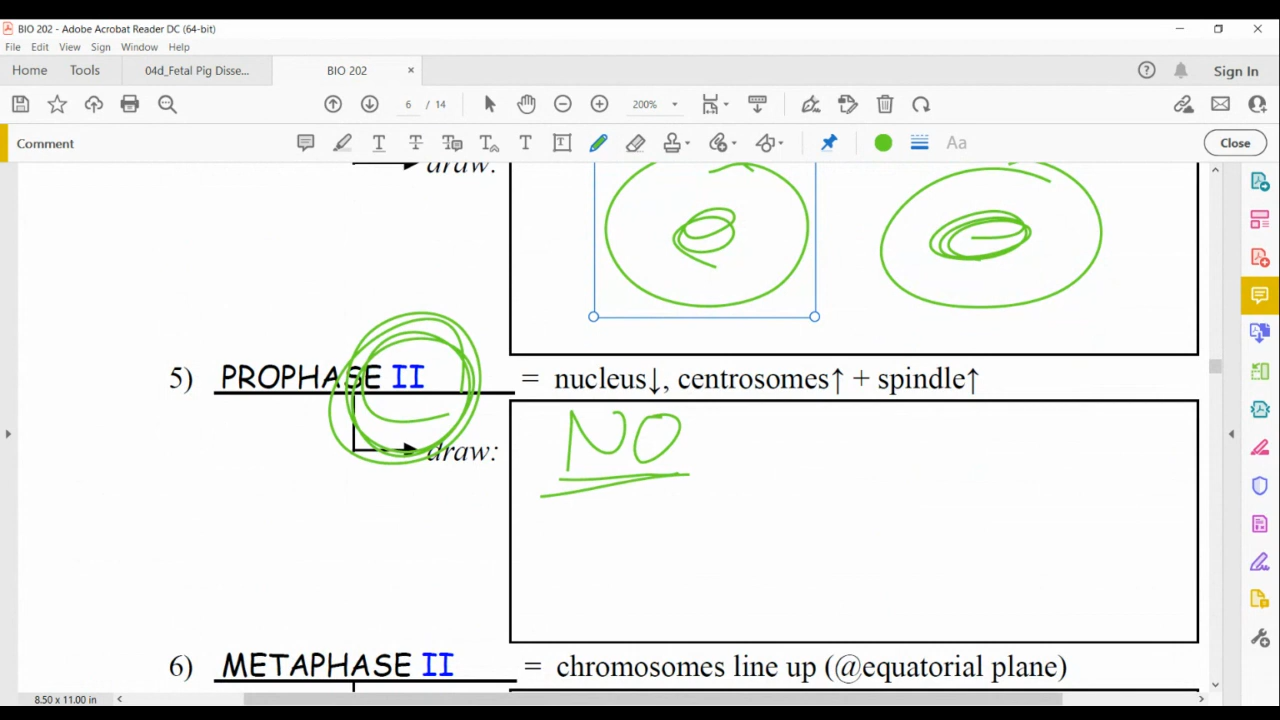 BIO 202 - Adobe Acrobat Reader DC (64-bit)
File Edit View Sign Window Help
Home Tools 04d_Fetal Pig Disse... BIO 202 × Sign In
6 / 14 200%
Comment Aa Close
draw:
5) PROPHASE II = nucleus↓, centrosomes↑ + spindle↑
draw:
NO
6) METAPHASE II = chromosomes line up (@equatorial plane)
8.50 x 11.00 in